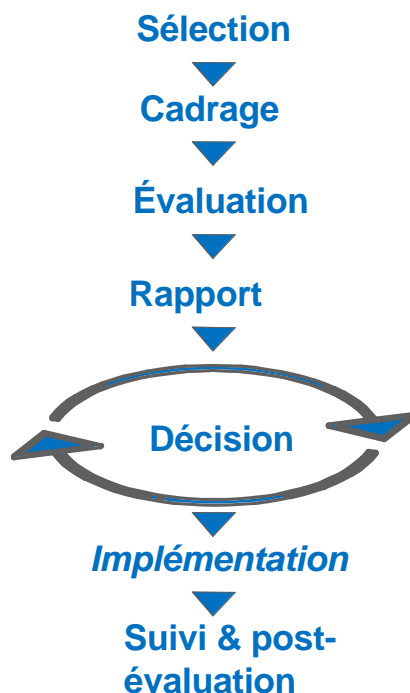 Sélection
Cadrage
Évaluation
Rapport
Décision
Implémentation
Suivi & post-
évaluation